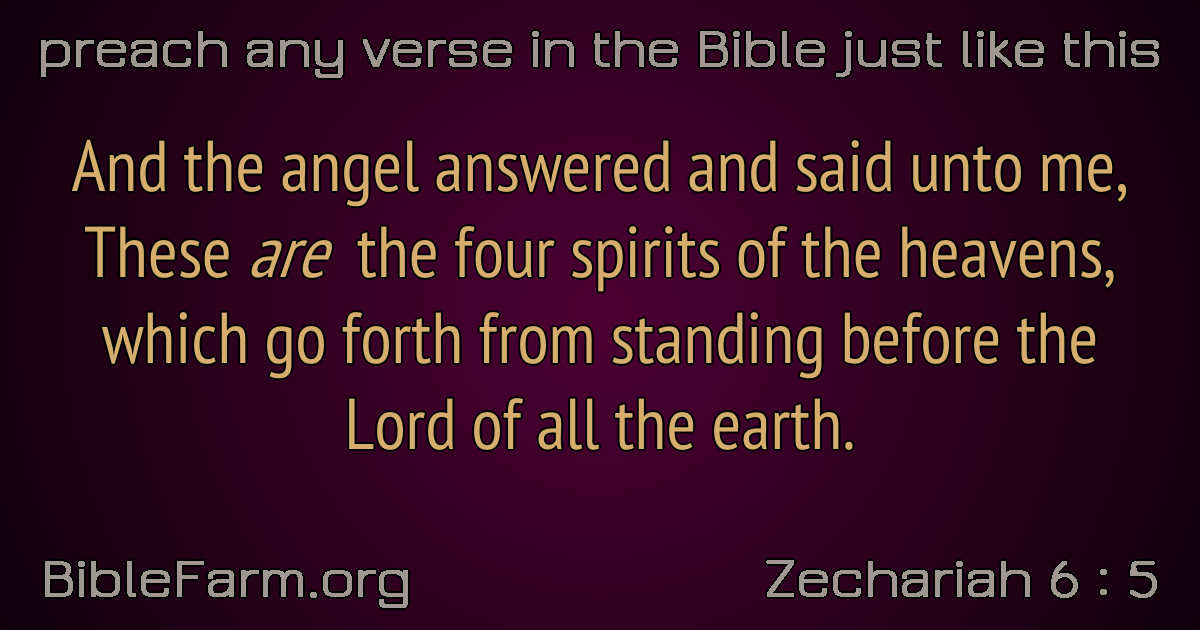 preach any verse in the Bible just like this
And the angel answered and said unto me,
These are the four spirits of the heavens,
which go forth from standing before the
Lord of all the earth.
BibleFarm.org
Zechariah 6 : 5